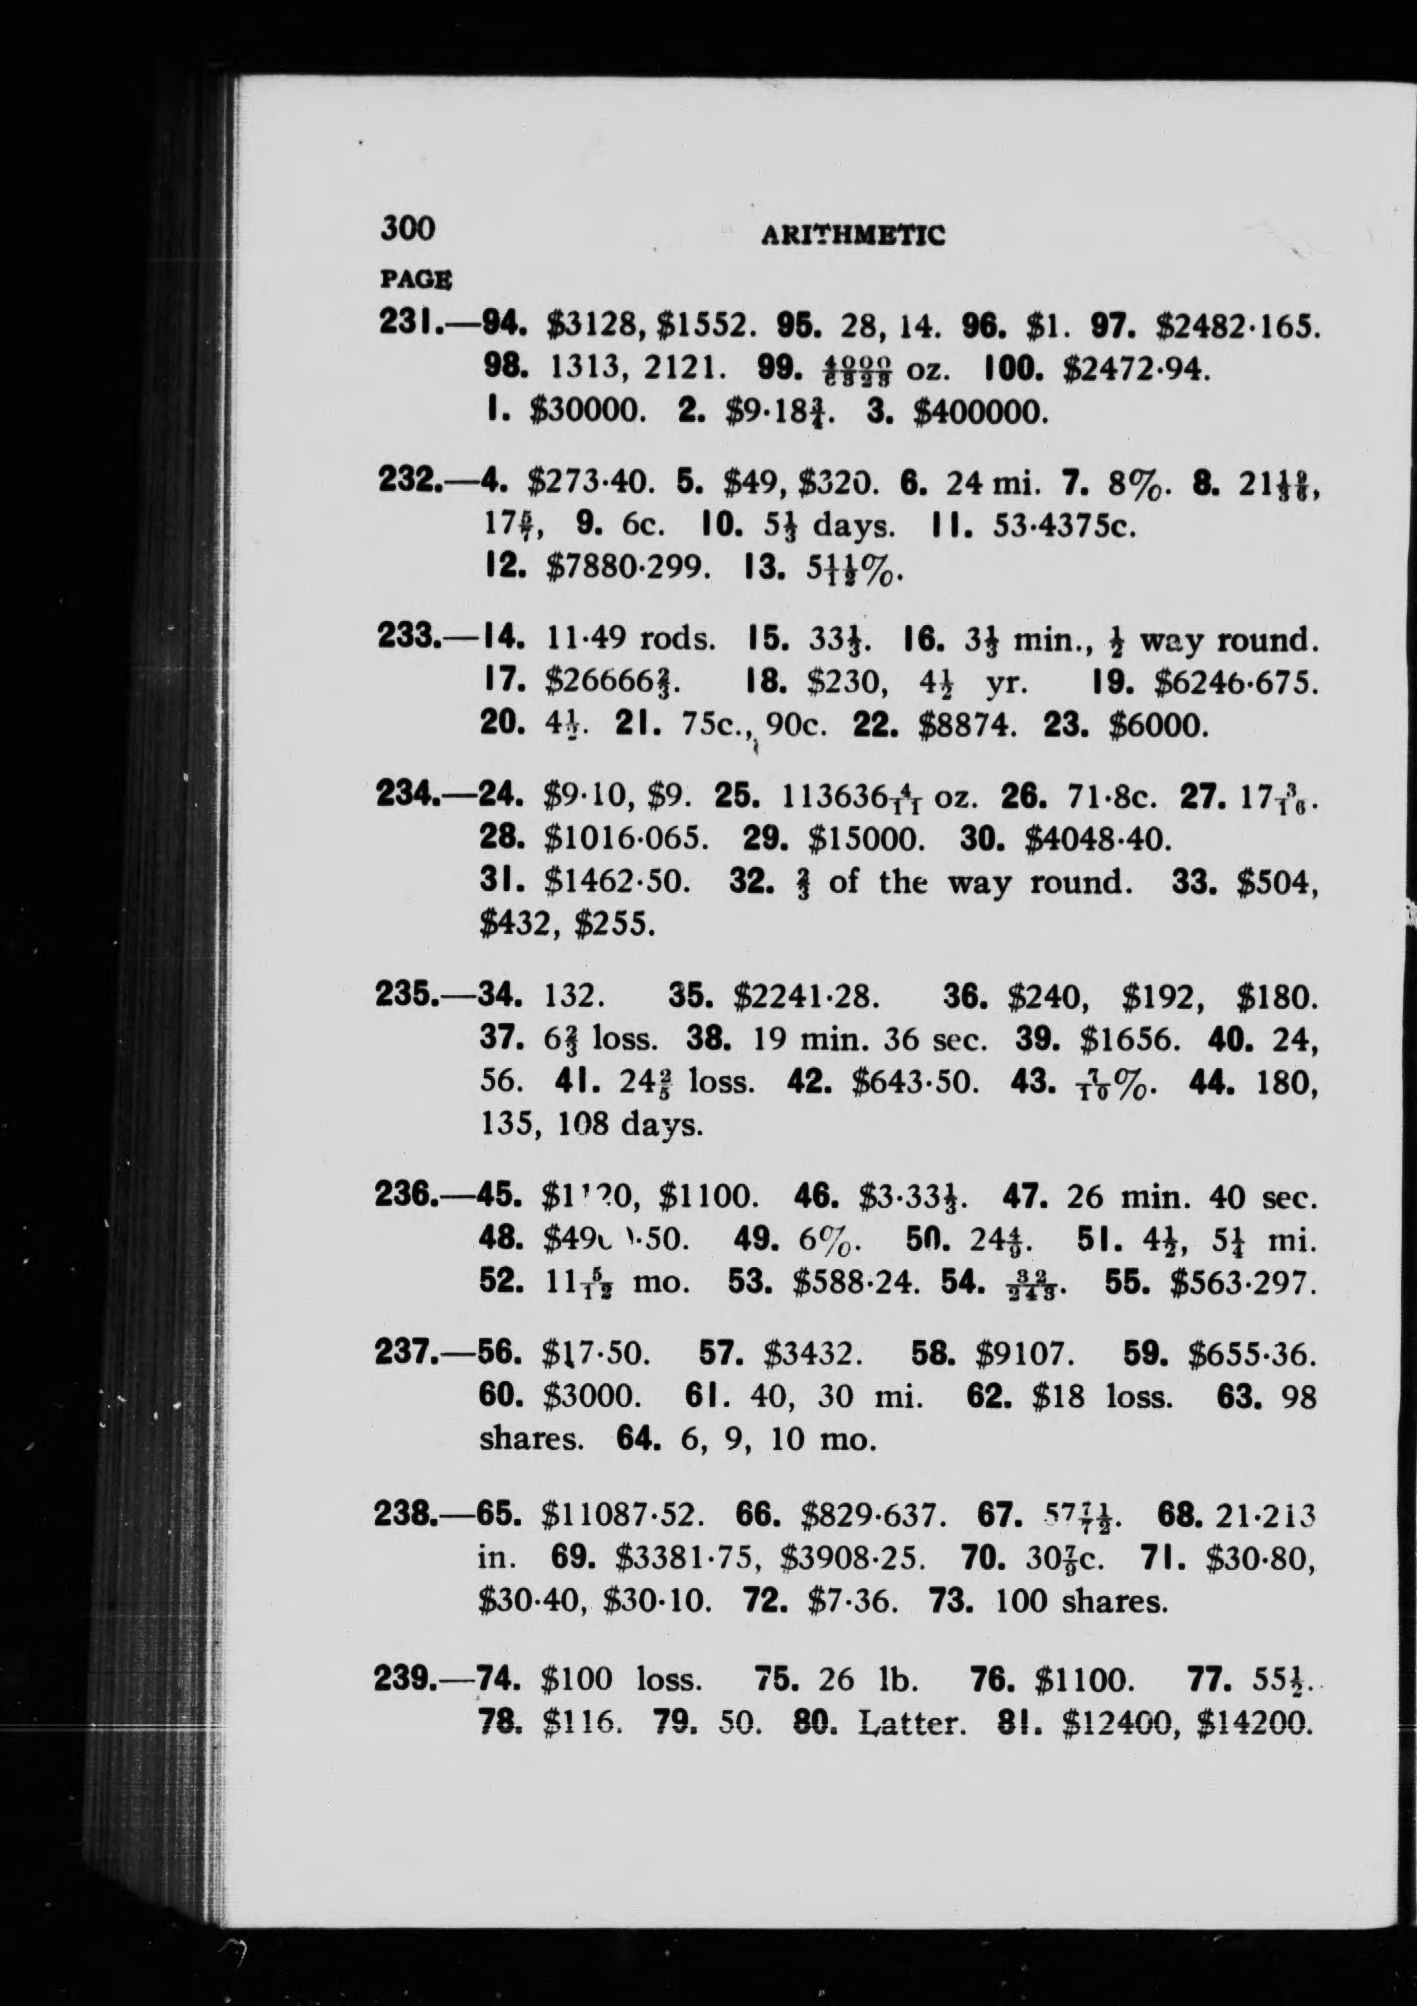 300 ARITHMETIC
PAGE
231.—94. $3128, $1552. 95. 28, 14. 96. $1. 97. $2482·165.
98. 1313, 2121. 99. oz. 100. $2472·94.
1. $30000. 2. $9·18¾. 3. $400000.
232.—4. $273·40. 5. $49, $320. 6. 24 mi. 7. 8%. 8.
17 5/7, 9. 6c. 10. 5⅓ days. 11. 53·4375c.
12. $7880·299. 13. 5 11/12%.
233.—14. 11·49 rods. 15. 33⅓. 16. 3⅓ min., ½ way round.
17. $26666⅔. 18. $230, 4½ yr. 19. $6246·675.
20. 4½. 21. 75c., 90c. 22. $8874. 23. $6000.
234.—24. $9·10, $9. 25. 113636 4/11 oz. 26. 71·8c. 27. 17 3/16.
28. $1016·065. 29. $15000. 30. $4048·40.
31. $1462·50. 32. ⅔ of the way round. 33. $504,
$432, $255.
235.—34. 132. 35. $2241·28. 36. $240, $192, $180.
37. 6⅔ loss. 38. 19 min. 36 sec. 39. $1656. 40. 24,
56. 41. 24⅖ loss. 42. $643·50. 43. 7/10%. 44. 180,
135, 108 days.
236.—45. $1100. 46. $3·33⅓. 47. 26 min. 40 sec.
48. 49. 6%. 50. 24 4/9. 51. 4½, 5¼ mi.
52. 11 5/12 mo. 53. $588·24. 54. 32/243. 55. $563·297.
237.—56. $17·50. 57. $3432. 58. $9107. 59. $655·36.
60. $3000. 61. 40, 30 mi. 62. $18 loss. 63. 98
shares. 64. 6, 9, 10 mo.
238.—65. $11087·52. 66. $829·637. 67. 57 71/72. 68. 21·213
in. 69. $3381·75, $3908·25. 70. 30 7/9c. 71. $30·80,
$30·40, $30·10. 72. $7·36. 73. 100 shares.
239.—74. $100 loss. 75. 26 lb. 76. $1100. 77. 55½.
78. $116. 79. 50. 80. Latter. 81. $12400, $14200.